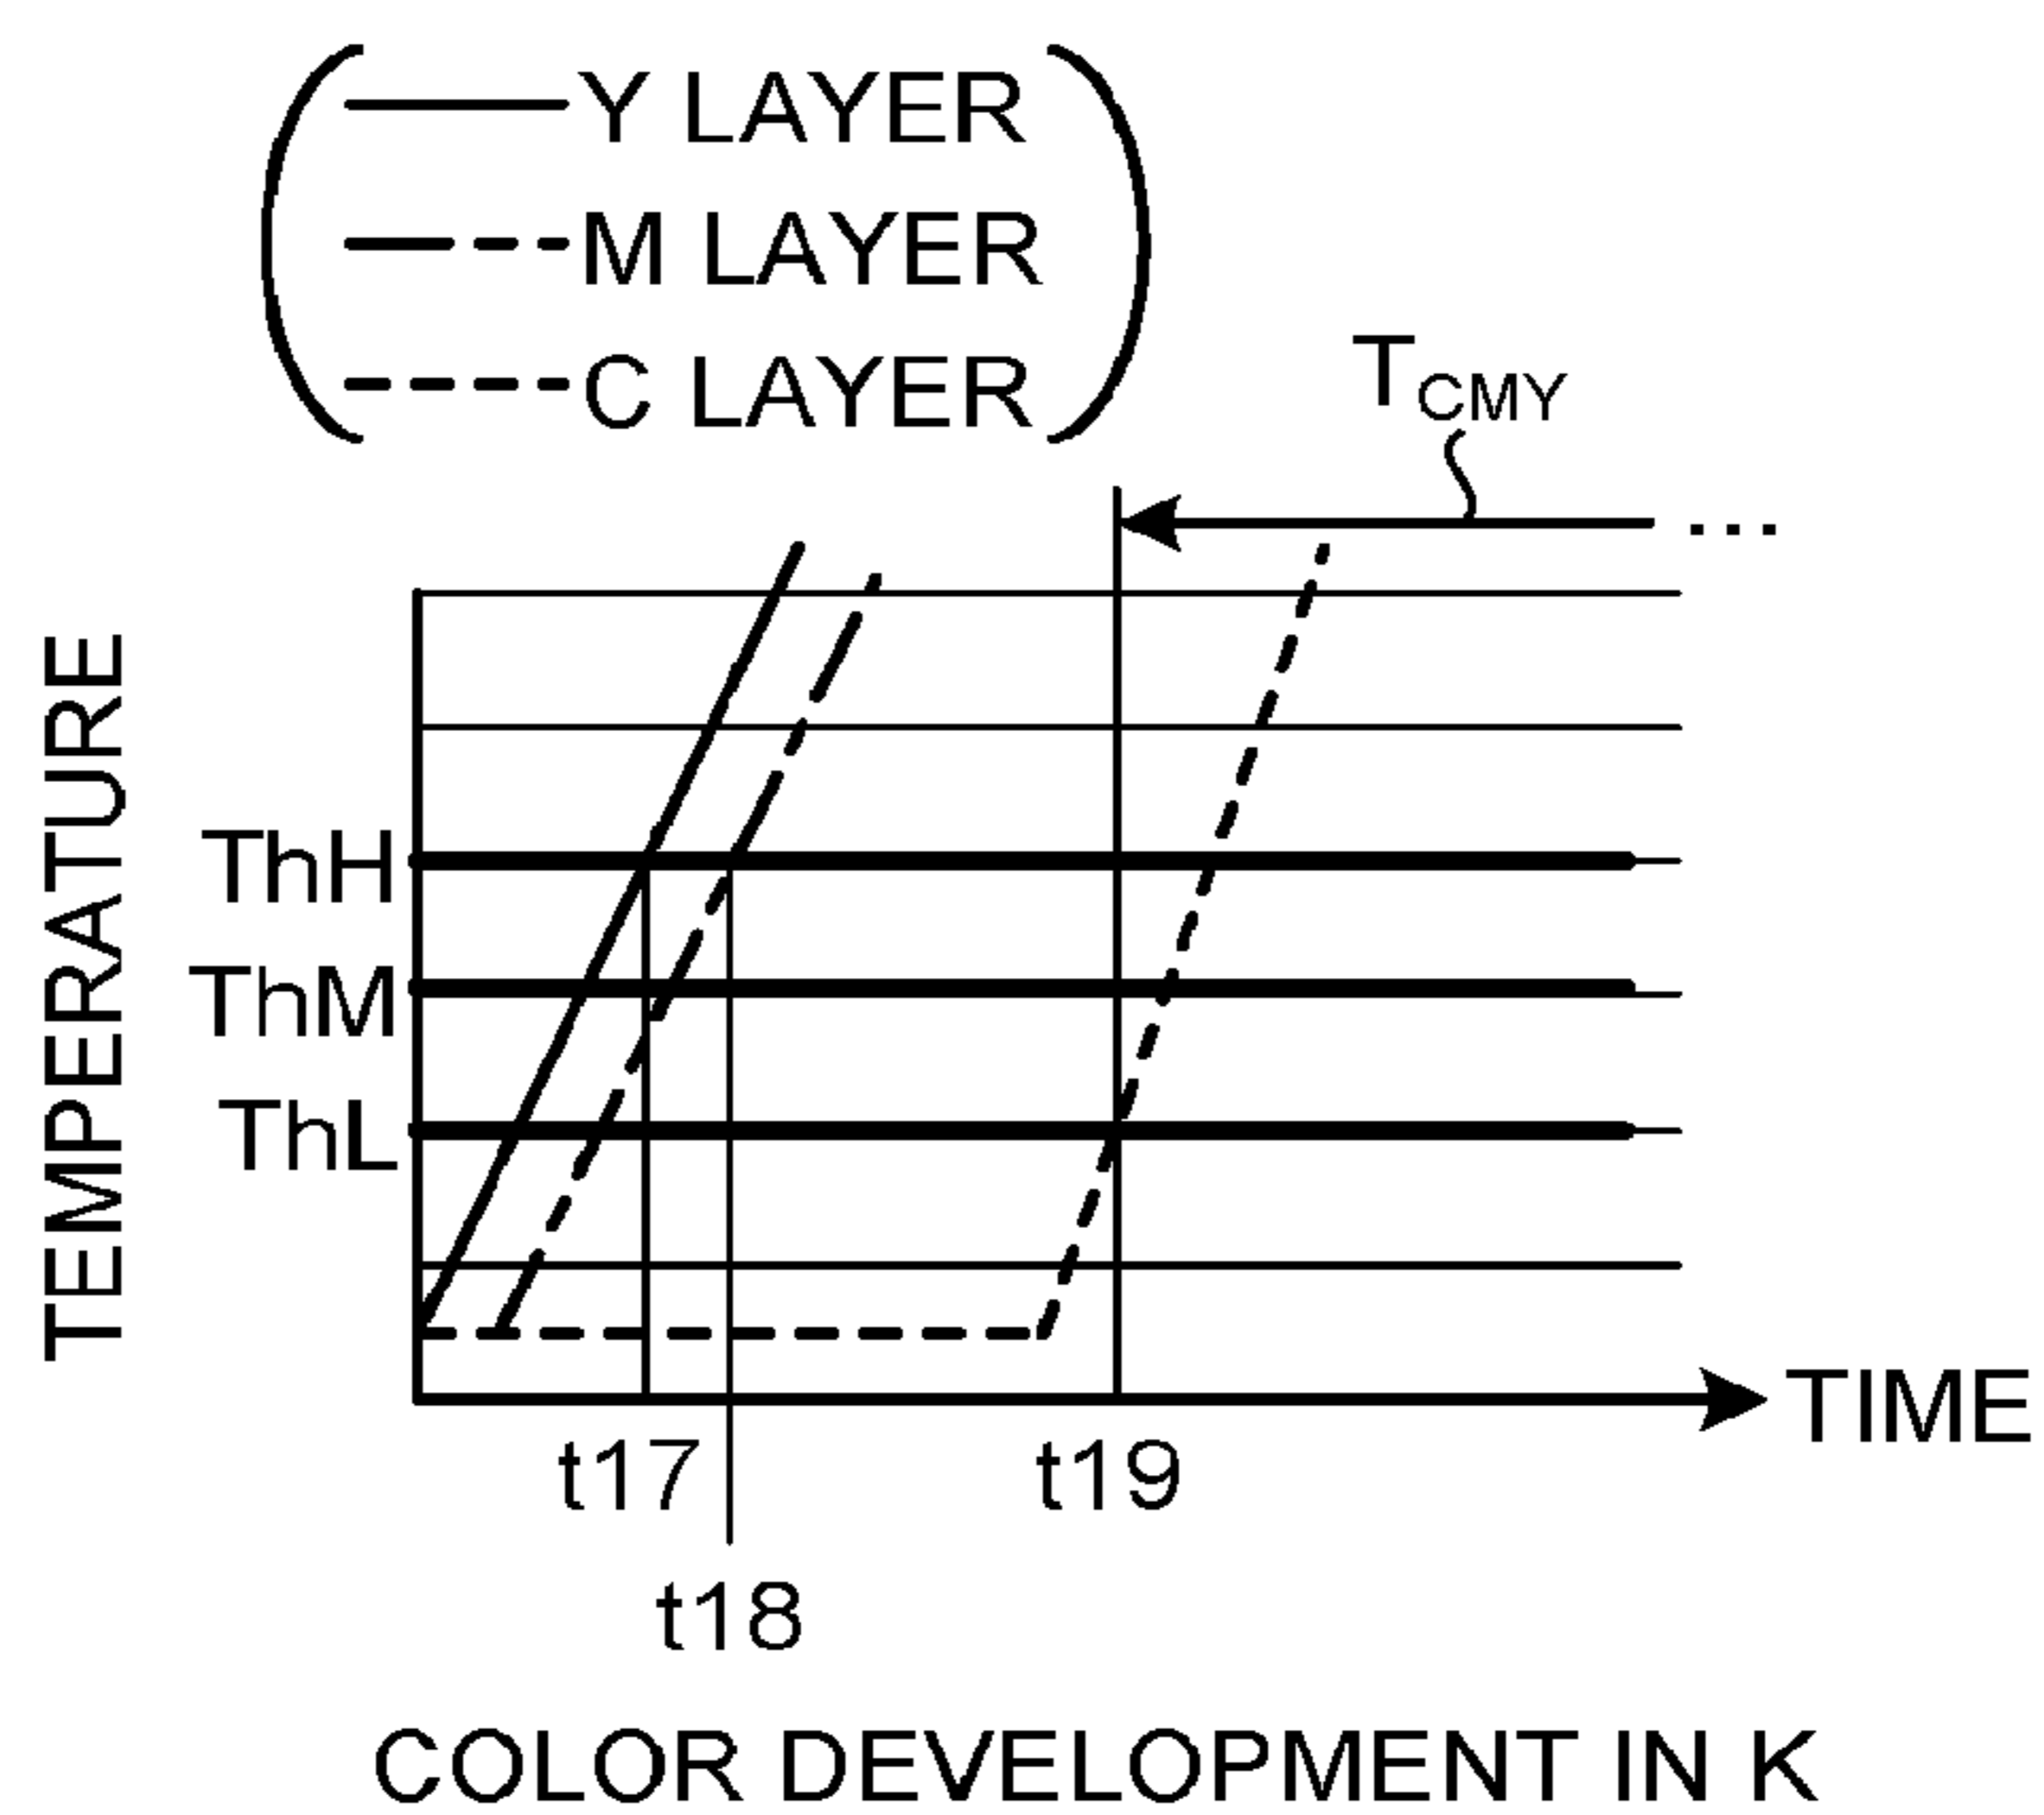 Y LAYER
M LAYER
C LAYER
TCMY
...
TEMPERATURE
ThH
ThM
ThL
TIME
t17
t19
t18
COLOR DEVELOPMENT IN K